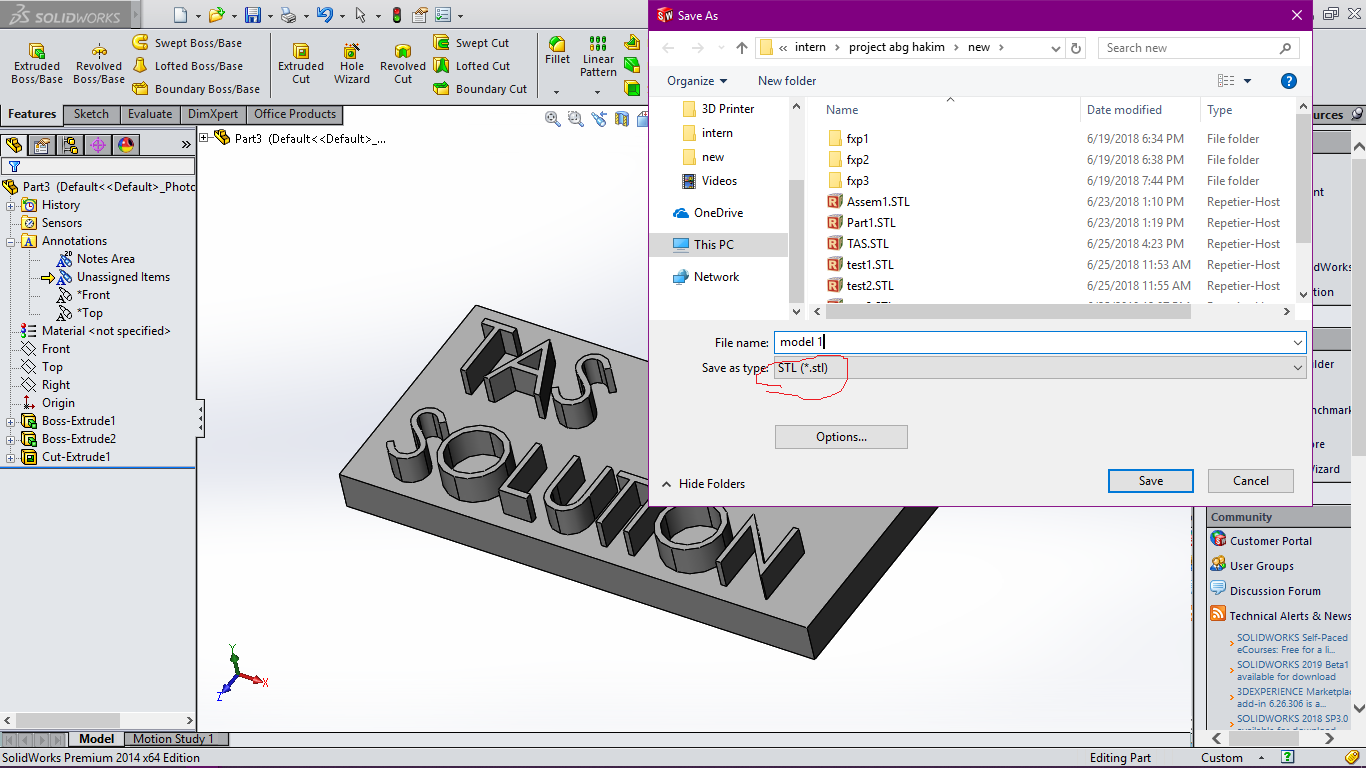 SOLIDWORKS
Extruded Boss/Base
Revolved Boss/Base
Swept Boss/Base
Lofted Boss/Base
Boundary Boss/Base
Extruded Cut
Hole Wizard
Revolved Cut
Swept Cut
Lofted Cut
Boundary Cut
Fillet
Linear Pattern
Features
Sketch
Evaluate
DimXpert
Office Products
Part3 (Default<<Default>_...
Part3 (Default<<Default>_Photo
History
Sensors
Annotations
Notes Area
Unassigned Items
*Front
*Top
Material <not specified>
Front
Top
Right
Origin
Boss-Extrude1
Boss-Extrude2
Cut-Extrude1
TAS
SOLUTION
Y
X
Z
Save As
« intern › project abg hakim › new ›
Search new
Organize
New folder
3D Printer
intern
new
Videos
OneDrive
This PC
Network
Name Date modified Type
fxp1 6/19/2018 6:34 PM File folder
fxp2 6/19/2018 6:38 PM File folder
fxp3 6/19/2018 7:44 PM File folder
Assem1.STL 6/23/2018 1:10 PM Repetier-Host
Part1.STL 6/23/2018 1:19 PM Repetier-Host
TAS.STL 6/25/2018 4:23 PM Repetier-Host
test1.STL 6/25/2018 11:53 AM Repetier-Host
test2.STL 6/25/2018 11:55 AM Repetier-Host
File name: model 1
Save as type: STL (*.stl)
Options...
Hide Folders
Save
Cancel
Community
Customer Portal
User Groups
Discussion Forum
Technical Alerts & News
SOLIDWORKS Self-Paced
eCourses: Free for a li...
SOLIDWORKS 2019 Beta1
available for download
3DEXPERIENCE Marketplac
add-in 6.26.306 is a...
SOLIDWORKS 2018 SP3.0
available for download
Model
Motion Study 1
SolidWorks Premium 2014 x64 Edition
Editing Part
Custom